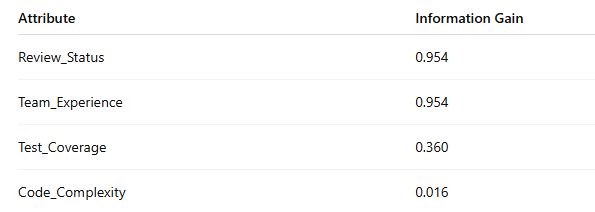 Attribute Information Gain
Review_Status 0.954
Team_Experience 0.954
Test_Coverage 0.360
Code_Complexity 0.016